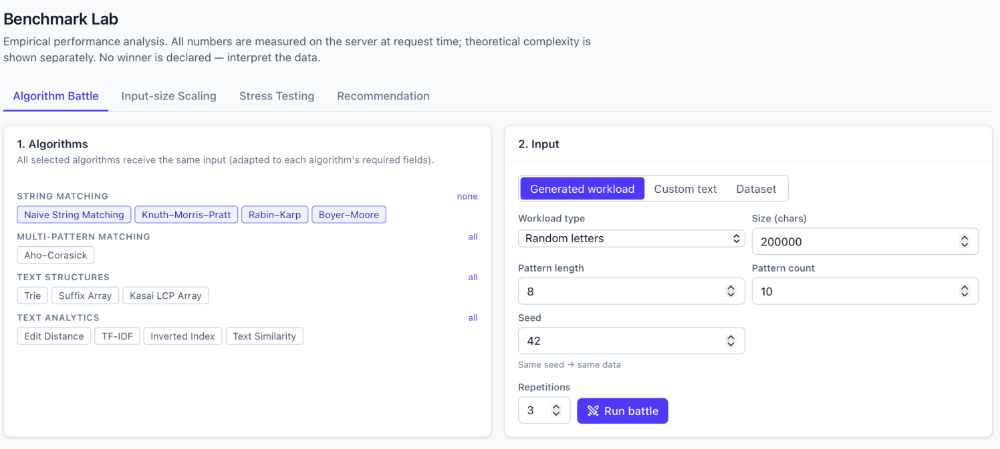 Benchmark Lab
Empirical performance analysis. All numbers are measured on the server at request time; theoretical complexity is
shown separately. No winner is declared — interpret the data.
Algorithm Battle Input-size Scaling Stress Testing Recommendation
1. Algorithms
All selected algorithms receive the same input (adapted to each algorithm's required fields).
STRING MATCHING none
Naive String Matching Knuth–Morris–Pratt Rabin–Karp Boyer–Moore
MULTI-PATTERN MATCHING all
Aho–Corasick
TEXT STRUCTURES all
Trie Suffix Array Kasai LCP Array
TEXT ANALYTICS all
Edit Distance TF-IDF Inverted Index Text Similarity
2. Input
Generated workload Custom text Dataset
Workload type Size (chars)
Random letters 200000
Pattern length Pattern count
8 10
Seed
42
Same seed → same data
Repetitions
3 Run battle